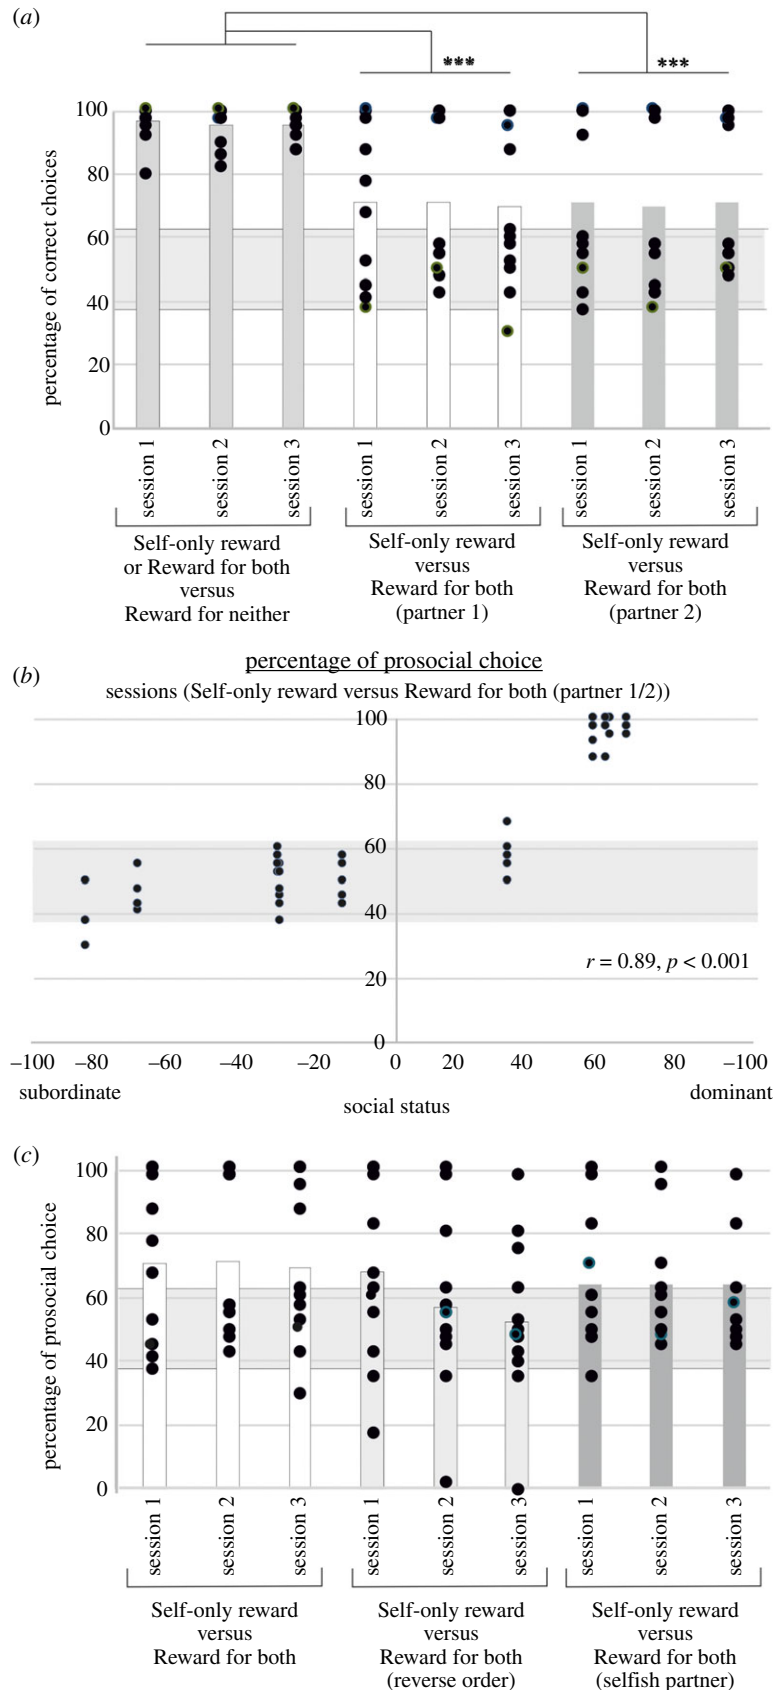 (a)
***
***
percentage of correct choices
100
80
60
40
20
0
session 1
session 2
session 3
session 1
session 2
session 3
session 1
session 2
session 3
Self-only reward
or Reward for both
versus
Reward for neither
Self-only reward
versus
Reward for both
(partner 1)
Self-only reward
versus
Reward for both
(partner 2)
(b)
percentage of prosocial choice
sessions (Self-only reward versus Reward for both (partner 1/2))
100
80
60
40
20
0
r = 0.89, p < 0.001
−100 −80 −60 −40 −20 0 20 40 60 80 −100
subordinate
dominant
social status
(c)
percentage of prosocial choice
100
80
60
40
20
0
session 1
session 2
session 3
session 1
session 2
session 3
session 1
session 2
session 3
Self-only reward
versus
Reward for both
Self-only reward
versus
Reward for both
(reverse order)
Self-only reward
versus
Reward for both
(selfish partner)